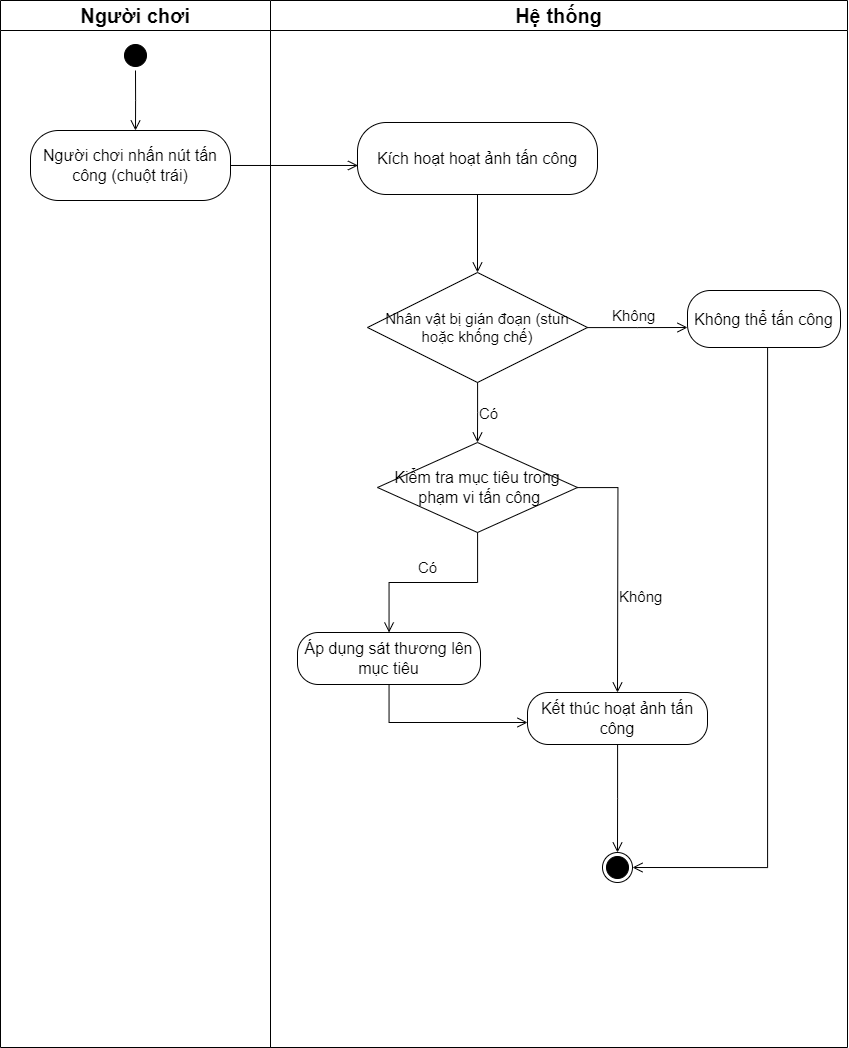 Người chơi
Hệ thống
Người chơi nhấn nút tấn
công (chuột trái)
Kích hoạt hoạt ảnh tấn công
Nhân vật bị gián đoạn (stun
hoặc khống chế)
Không
Không thể tấn công
Có
Kiểm tra mục tiêu trong
phạm vi tấn công
Có
Không
Áp dụng sát thương lên
mục tiêu
Kết thúc hoạt ảnh tấn
công